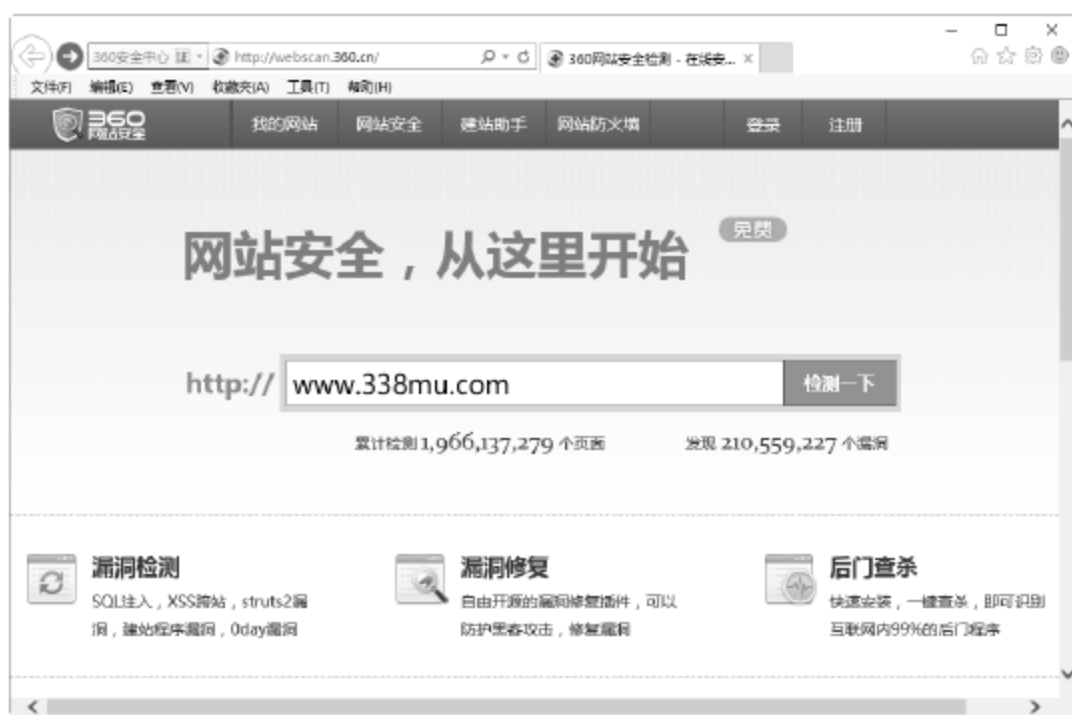 360安全中心 证 http://webscan.360.cn/ 360网站安全检测 - 在线安...
文件(F) 编辑(E) 查看(V) 收藏夹(A) 工具(T) 帮助(H)
360 网站安全 我的网站 网站安全 建站助手 网站防火墙 登录 注册
免费
网站安全，从这里开始
http:// www.338mu.com 检测一下
累计检测 1,966,137,279 个页面 发现 210,559,227 个漏洞
漏洞检测
SQL注入，XSS跨站，struts2漏
洞，建站程序漏洞，0day漏洞
漏洞修复
自由开源的漏洞修复插件，可以
防护黑客攻击，修复漏洞
后门查杀
快速安装，一键查杀，即可识别
互联网内99%的后门程序